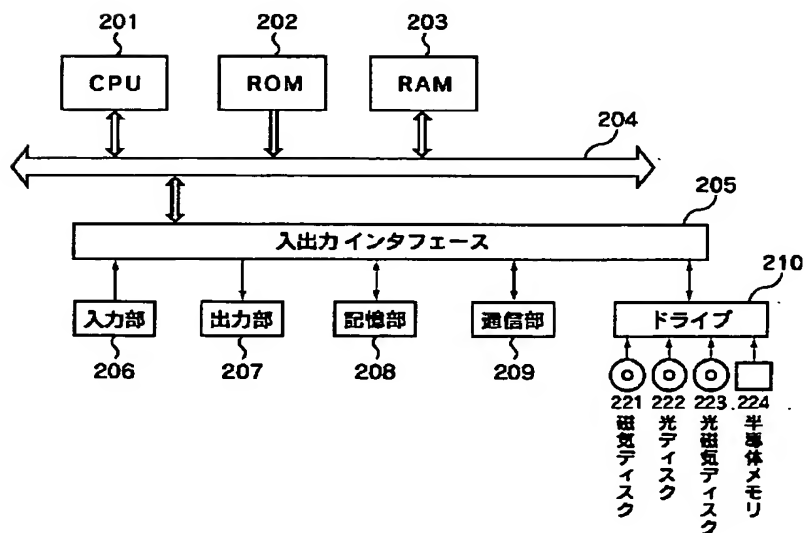 201
202
203
CPU
ROM
RAM
204
205
入出力 インタフェース
210
入力部
出力部
記憶部
通信部
ドライブ
206
207
208
209
221
222
223
224
磁気ディスク
光ディスク
光磁気ディスク
半導体メモリ